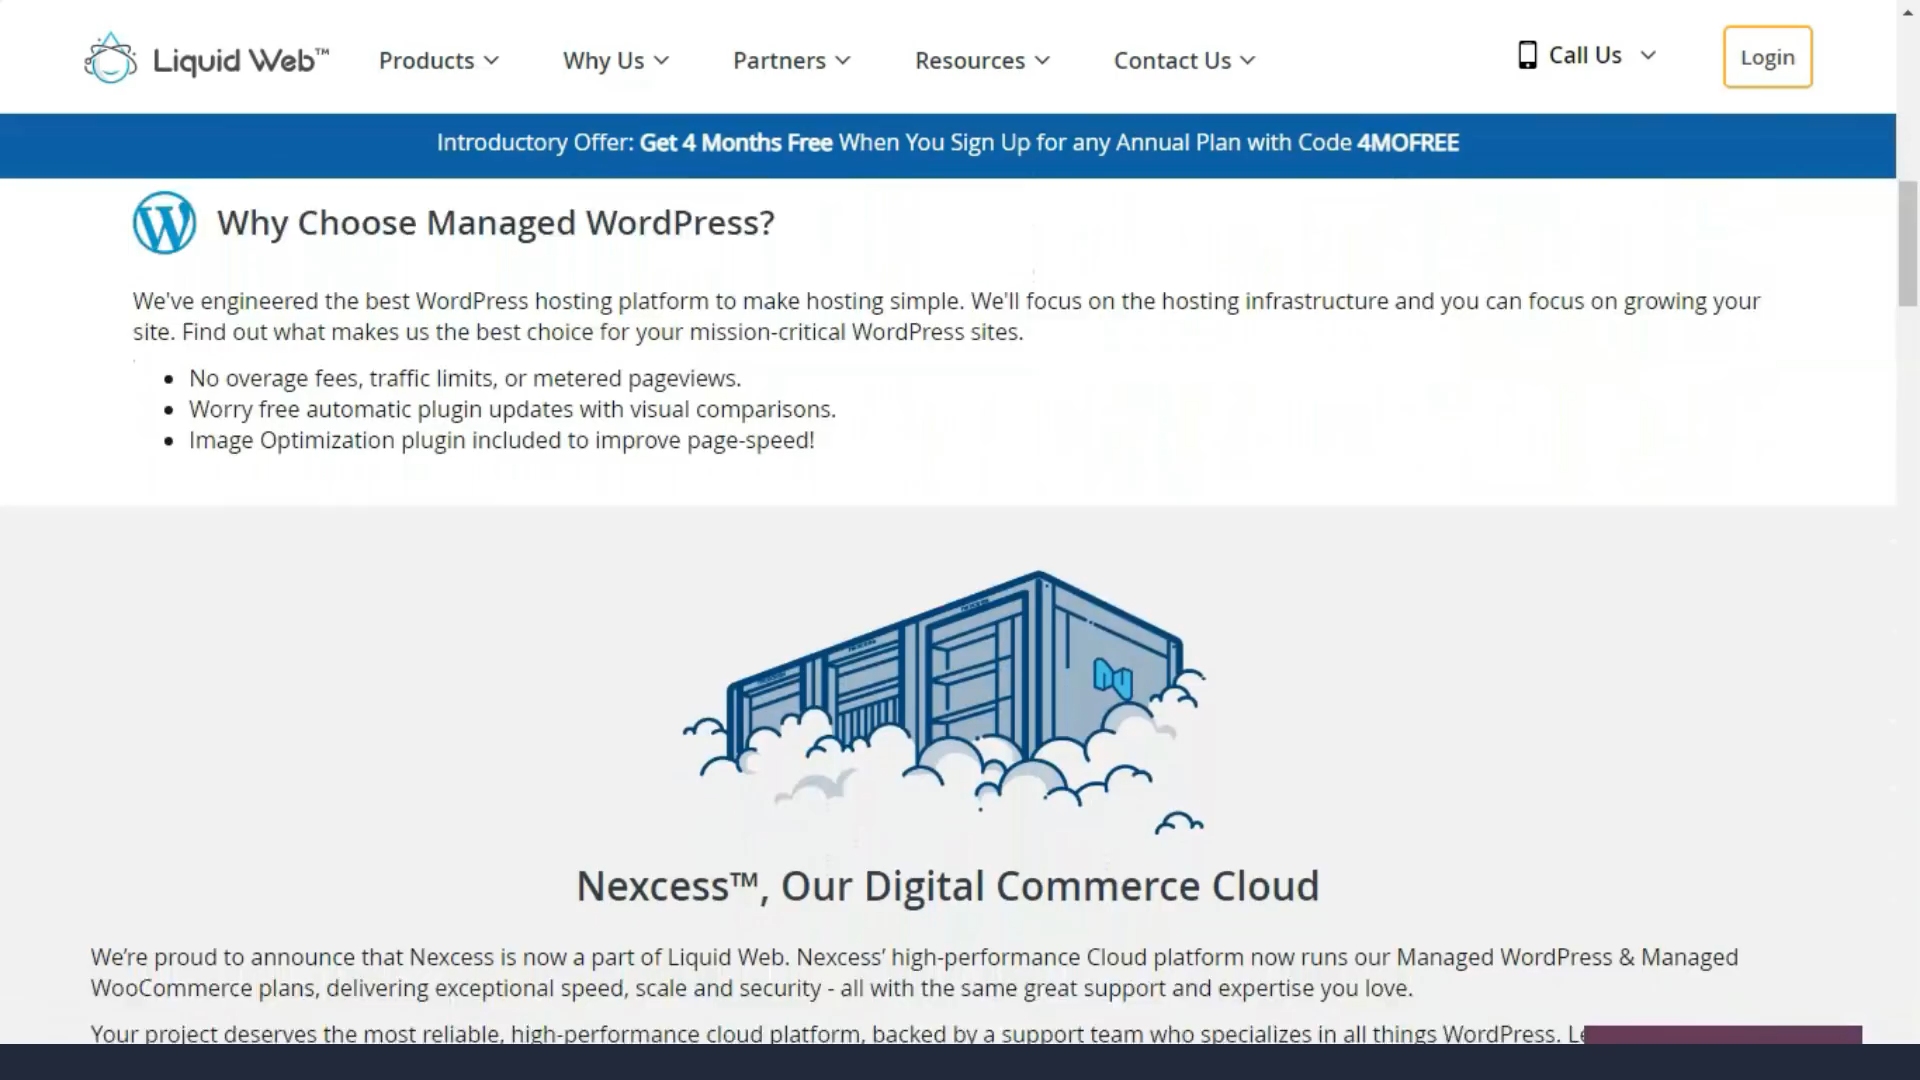 Liquid Web™
Products
Why Us
Partners
Resources
Contact Us
Call Us
Login
Introductory Offer: Get 4 Months Free When You Sign Up for any Annual Plan with Code 4MOFREE
Why Choose Managed WordPress?
We've engineered the best WordPress hosting platform to make hosting simple. We'll focus on the hosting infrastructure and you can focus on growing your
site. Find out what makes us the best choice for your mission-critical WordPress sites.
No overage fees, traffic limits, or metered pageviews.
Worry free automatic plugin updates with visual comparisons.
Image Optimization plugin included to improve page-speed!
Nexcess™, Our Digital Commerce Cloud
We’re proud to announce that Nexcess is now a part of Liquid Web. Nexcess’ high-performance Cloud platform now runs our Managed WordPress & Managed
WooCommerce plans, delivering exceptional speed, scale and security - all with the same great support and expertise you love.
Your project deserves the most reliable, high-performance cloud platform, backed by a support team who specializes in all things WordPress.